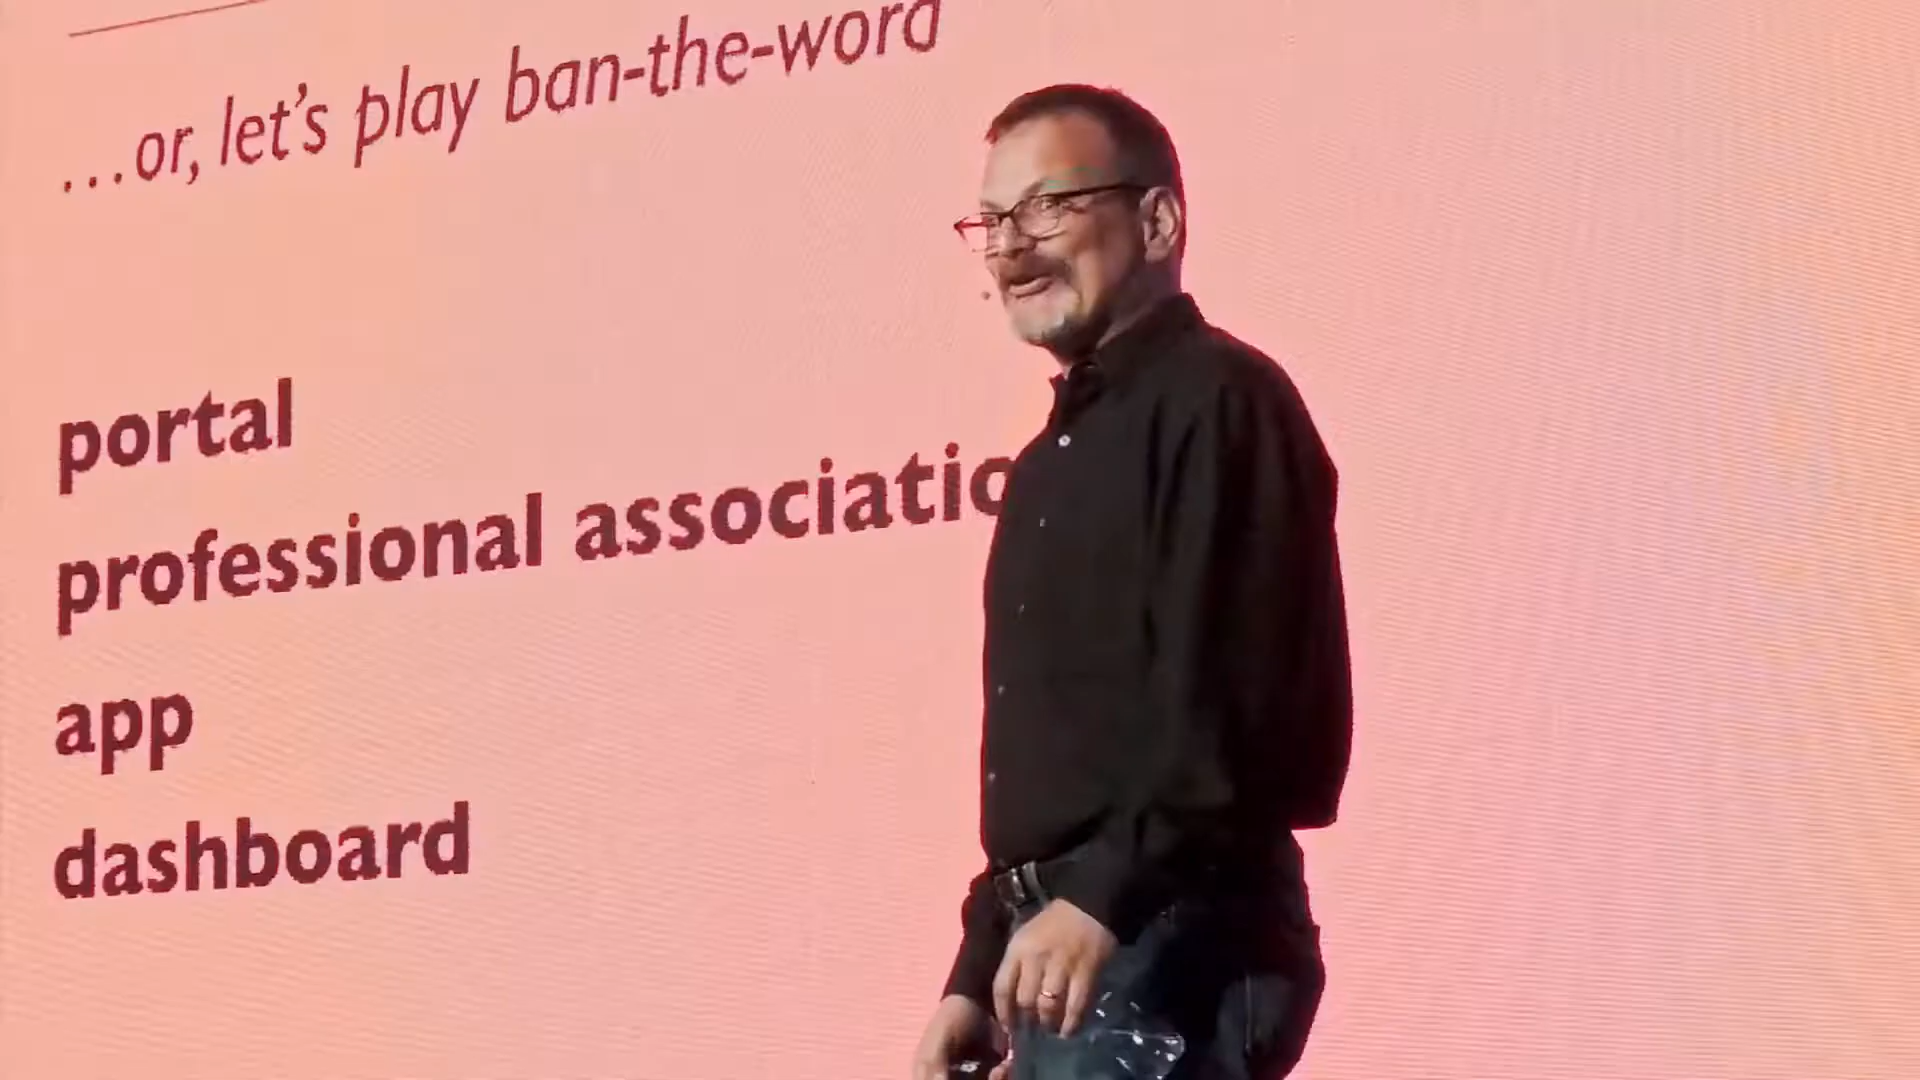 …or, let's play ban-the-word
portal
professional associatio
app
dashboard